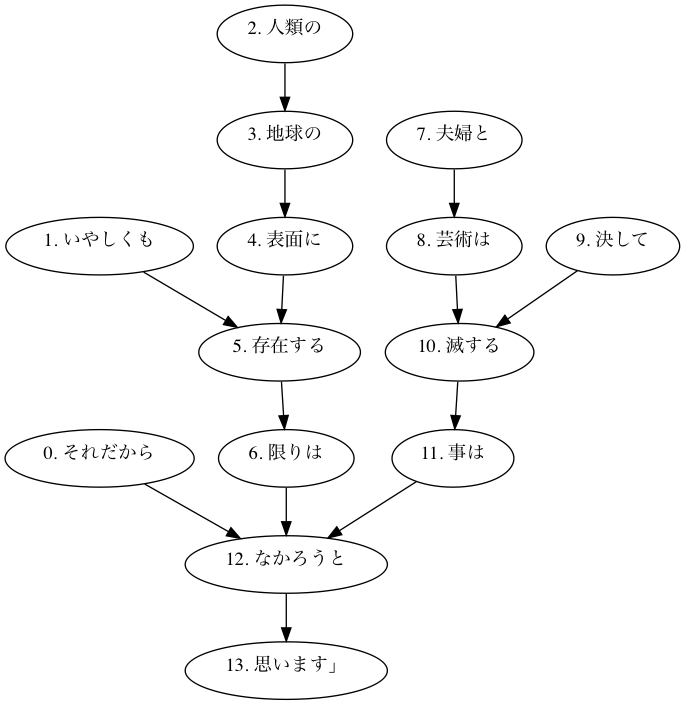 2. 人類の
3. 地球の
7. 夫婦と
1. いやしくも
4. 表面に
8. 芸術は
9. 決して
5. 存在する
10. 滅する
0. それだから
6. 限りは
11. 事は
12. なかろうと
13. 思います」